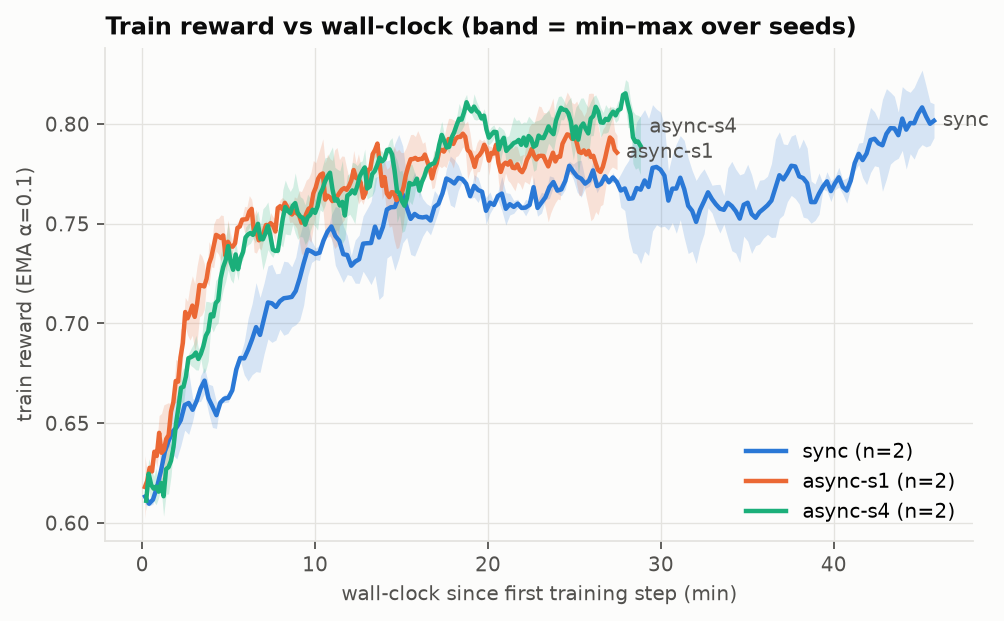 Train reward vs wall-clock (band = min–max over seeds)
train reward (EMA α=0.1)
0.80
0.75
0.70
0.65
0.60
async-s4
async-s1
sync
sync (n=2)
async-s1 (n=2)
async-s4 (n=2)
0 10 20 30 40
wall-clock since first training step (min)